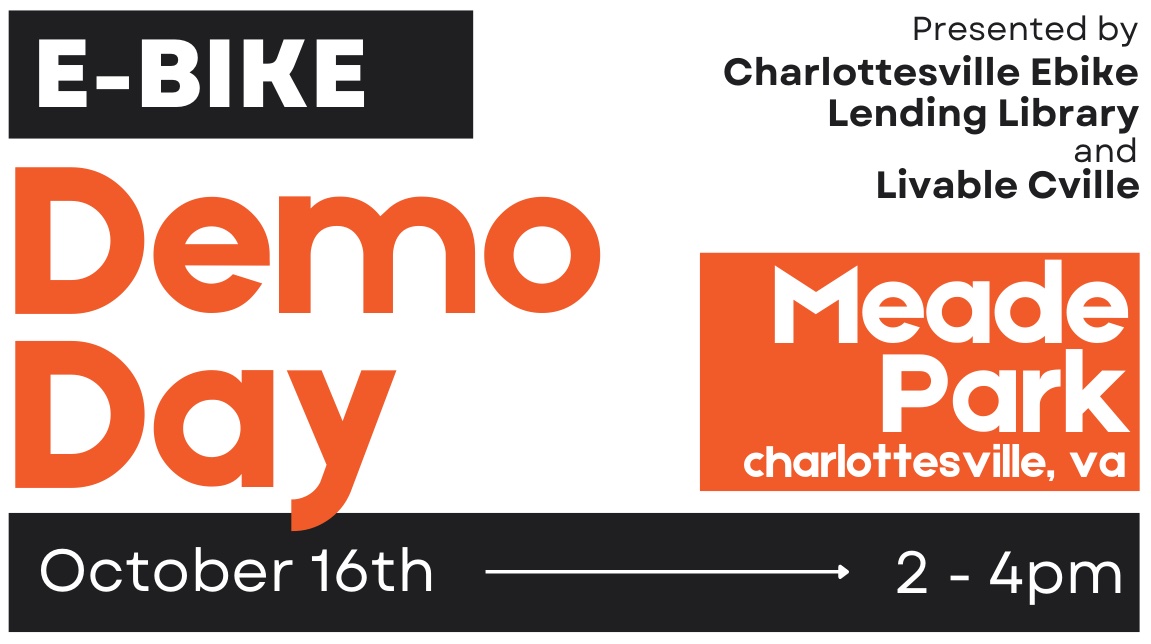 E-BIKE
Demo
Day
Presented by
Charlottesville Ebike
Lending Library
and
Livable Cville
Meade
Park
charlottesville, va
October 16th
2 - 4pm